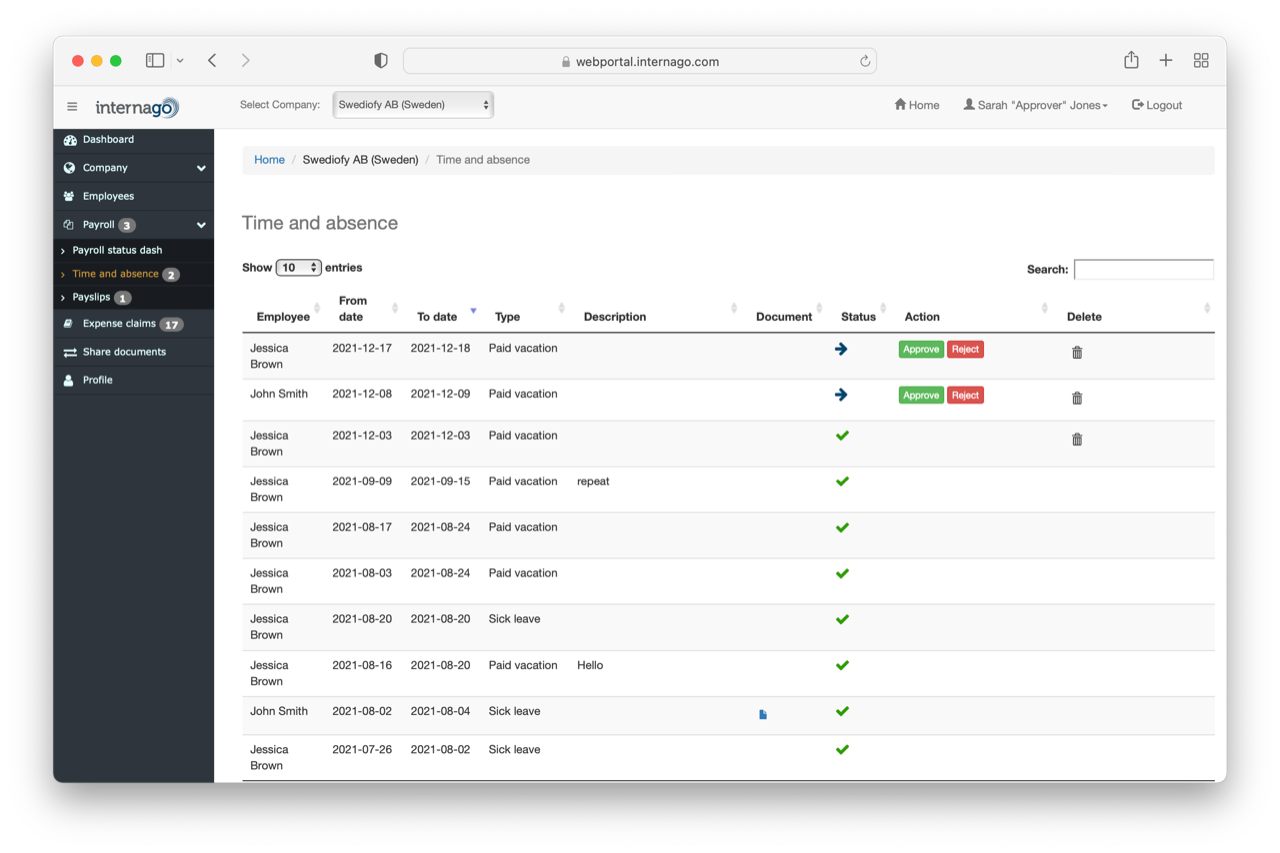 webportal.internago.com
internago
Select Company: Swediofy AB (Sweden)
Home
Sarah "Approver" Jones
Logout
Dashboard
Company
Employees
Payroll 3
Payroll status dash
Time and absence 2
Payslips 1
Expense claims 17
Share documents
Profile
Home / Swediofy AB (Sweden) / Time and absence
Time and absence
Show 10 entries
Search:
Employee From date To date Type Description Document Status Action Delete
Jessica Brown 2021-12-17 2021-12-18 Paid vacation Approve Reject
John Smith 2021-12-08 2021-12-09 Paid vacation Approve Reject
Jessica Brown 2021-12-03 2021-12-03 Paid vacation
Jessica Brown 2021-09-09 2021-09-15 Paid vacation repeat
Jessica Brown 2021-08-17 2021-08-24 Paid vacation
Jessica Brown 2021-08-03 2021-08-24 Paid vacation
Jessica Brown 2021-08-20 2021-08-20 Sick leave
Jessica Brown 2021-08-16 2021-08-20 Paid vacation Hello
John Smith 2021-08-02 2021-08-04 Sick leave
Jessica Brown 2021-07-26 2021-08-02 Sick leave